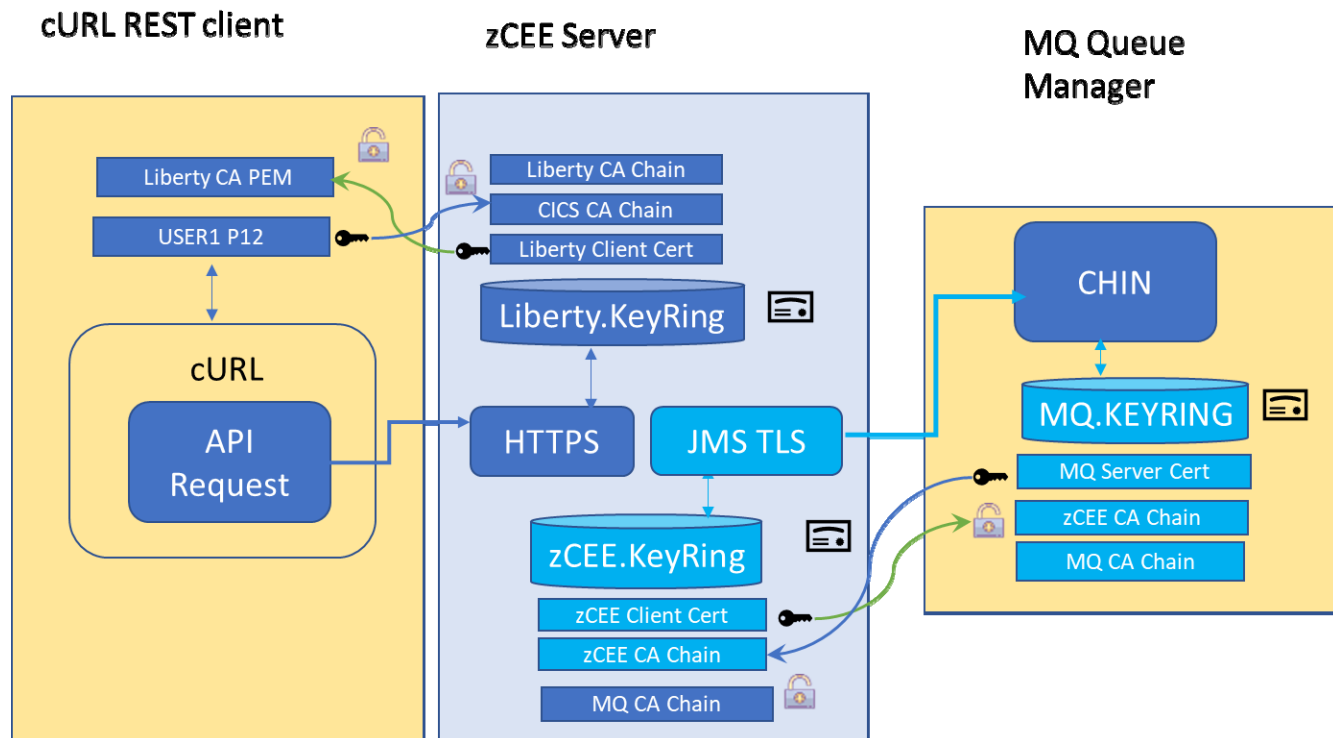 cURL REST client
zCEE Server
MQ Queue
Manager
Liberty CA PEM
USER1 P12
cURL
API
Request
Liberty CA Chain
CICS CA Chain
Liberty Client Cert
Liberty.KeyRing
HTTPS
JMS TLS
zCEE.KeyRing
zCEE Client Cert
zCEE CA Chain
MQ CA Chain
CHIN
MQ.KEYRING
MQ Server Cert
zCEE CA Chain
MQ CA Chain